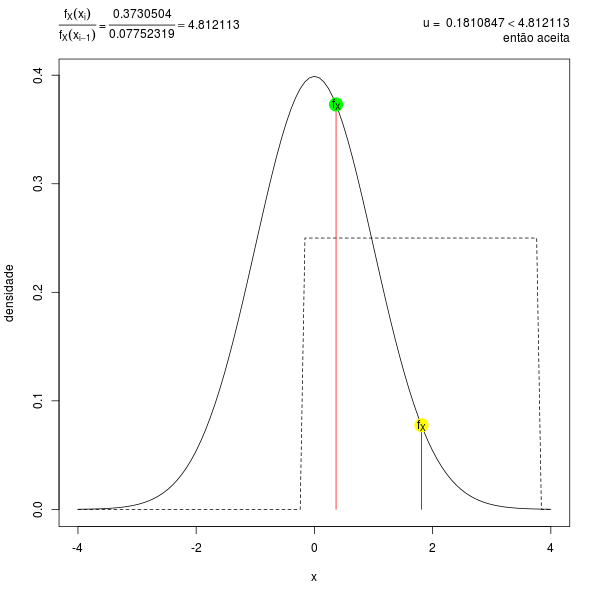 fX(xi) / fX(xi−1) = 0.3730504 / 0.07752319 = 4.812113
u = 0.1810847 < 4.812113
então aceita
0.4
0.3
0.2
0.1
0.0
densidade
fX
fX
-4 -2 0 2 4
x